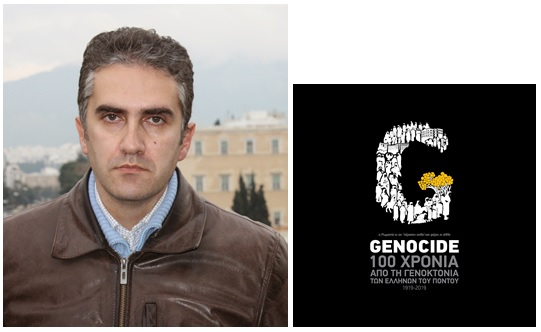 GENOCIDE
100 ΧΡΟΝΙΑ
ΑΠΟ ΤΗ ΓΕΝΟΚΤΟΝΙΑ
ΤΩΝ ΕΛΛΗΝΩΝ ΤΟΥ ΠΟΝΤΟΥ
1919-2019